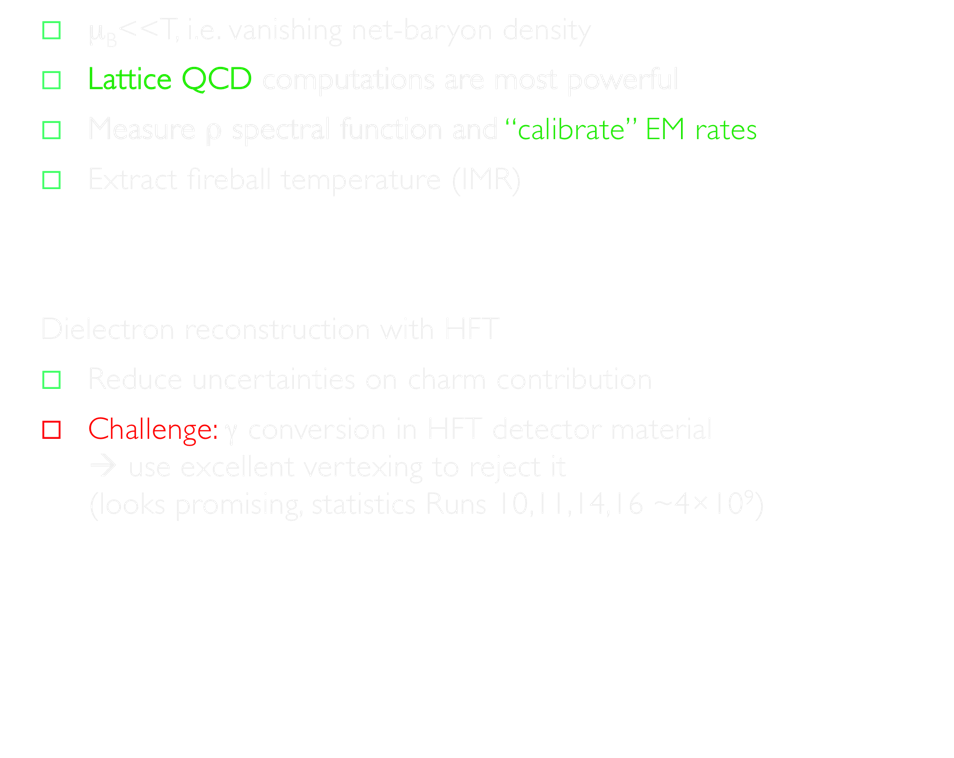 μB<<T, i.e. vanishing net-baryon density
Lattice QCD computations are most powerful
Measure ρ spectral function and “calibrate” EM rates
Extract fireball temperature (IMR)
Dielectron reconstruction with HFT
Reduce uncertainties on charm contribution
Challenge: γ conversion in HFT detector material
→ use excellent vertexing to reject it
(looks promising, statistics Runs 10,11,14,16 ~4×10⁹)